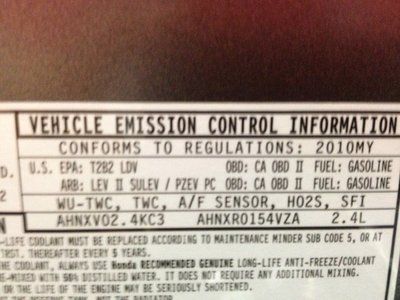 VEHICLE EMISSION CONTROL INFORMATION
CONFORMS TO REGULATIONS: 2010MY
D. U.S. EPA: T2B2 LDV OBD: CA OBD II FUEL: GASOLINE
2 ARB: LEV II SULEV / PZEV PC OBD: CA OBD II FUEL: GASOLINE
WU-TWC, TWC, A/F SENSOR, HO2S, SFI
N AHNXV02.4KC3 AHNXR0154VZA 2.4L
-LIFE COOLANT MUST BE REPLACED ACCORDING TO MAINTENANCE MINDER SUB CODE 5, OR AT
THEREAFTER EVERY 5 YEARS.
THE COOLANT, ALWAYS USE Honda RECOMMENDED GENUINE LONG-LIFE ANTI-FREEZE/COOLANT
MIXED WITH 50% DISTILLED WATER. IT DOES NOT REQUIRE ANY ADDITIONAL MIXING.
OR THE LIFE OF THE ENGINE MAY BE SERIOUSLY SHORTENED.